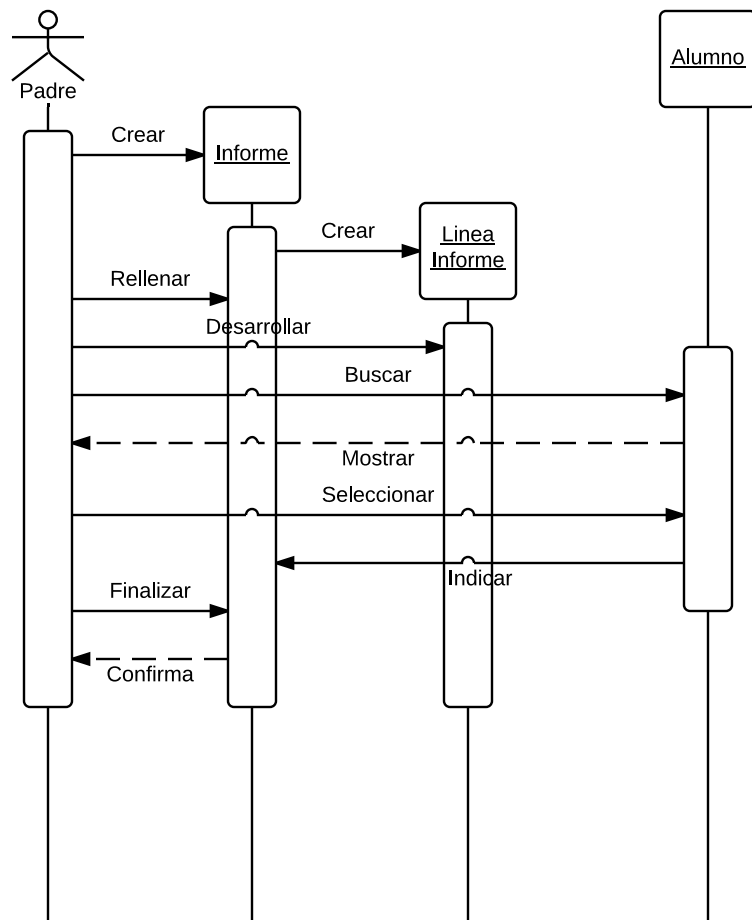 Alumno
Padre
Crear
Informe
Crear
Linea
Informe
Rellenar
Desarrollar
Buscar
Mostrar
Seleccionar
Indicar
Finalizar
Confirma